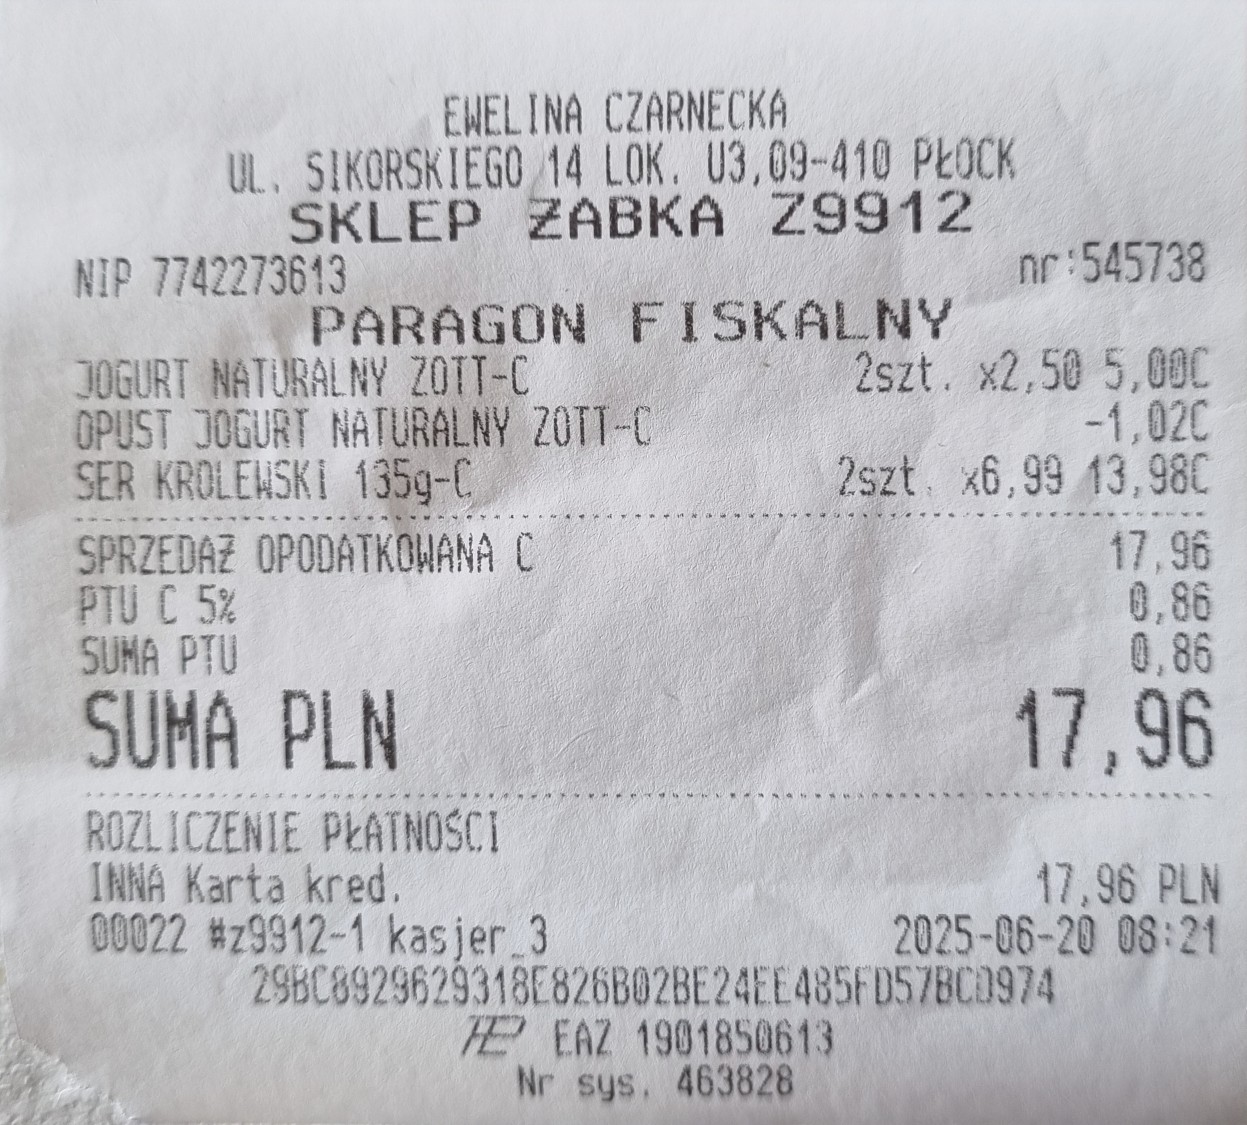 EWELINA CZARNECKA
UL. SIKORSKIEGO 14 LOK. U3,09-410 PŁOCK
SKLEP ŻABKA Z9912
NIP 7742273613 nr:545738
PARAGON FISKALNY
JOGURT NATURALNY ZOTT-C 2szt. x2,50 5,00C
OPUST JOGURT NATURALNY ZOTT-C -1,02C
SER KROLEWSKI 135g-C 2szt. x6,99 13,98C
SPRZEDAŻ OPODATKOWANA C 17,96
PTU C 5% 0,86
SUMA PTU 0,86
SUMA PLN 17,96
ROZLICZENIE PŁATNOŚCI
INNA Karta kred. 17,96 PLN
00022 #z9912-1 kasjer_3 2025-06-20 08:21
29BC8929629318E826B02BE24EE485FD57BCD974
EAZ 1901850613
Nr sys. 463828